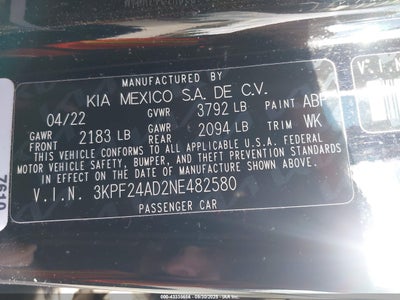 MANUFACTURED BY
KIA MEXICO S.A. DE C.V.
04/22 GVWR 3792 LB PAINT ABP
GAWR FRONT 2183 LB GAWR 2094 LB TRIM WK
THIS VEHICLE CONFORMS TO ALL APPLICABLE U.S.A. FEDERAL
MOTOR VEHICLE SAFETY, BUMPER, AND THEFT PREVENTION STANDARDS
IN EFFECT ON THE DATE OF MANUFACTURE SHOWN ABOVE.
V.I.N. 3KPF24AD2NE482580
PASSENGER CAR
V.I.N
7610